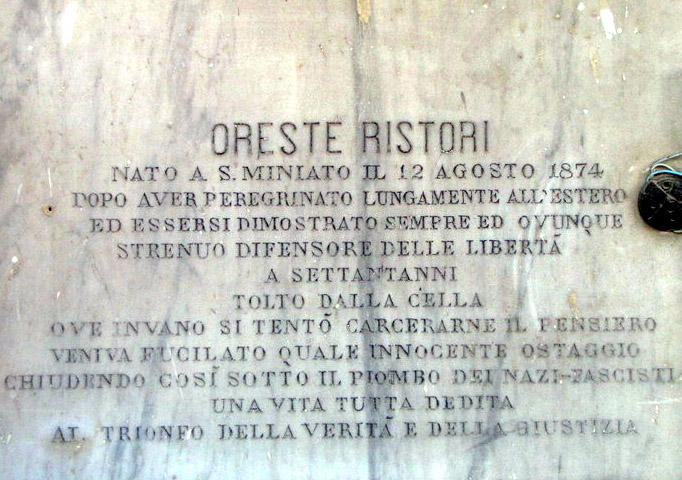 ORESTE RISTORI
NATO A S. MINIATO IL 12 AGOSTO 1874
DOPO AVER PEREGRINATO LUNGAMENTE ALL'ESTERO
ED ESSERSI DIMOSTRATO SEMPRE ED OVUNQUE
STRENUO DIFENSORE DELLE LIBERTÀ
A SETTANTANNI
TOLTO DALLA CELLA
OVE INVANO SI TENTÒ CARCERARNE IL PENSIERO
VENIVA FUCILATO QUALE INNOCENTE OSTAGGIO
CHIUDENDO COSÌ SOTTO IL PIOMBO DEI NAZI-FASCISTI
UNA VITA TUTTA DEDITA
AL TRIONFO DELLA VERITÀ E DELLA GIUSTIZIA